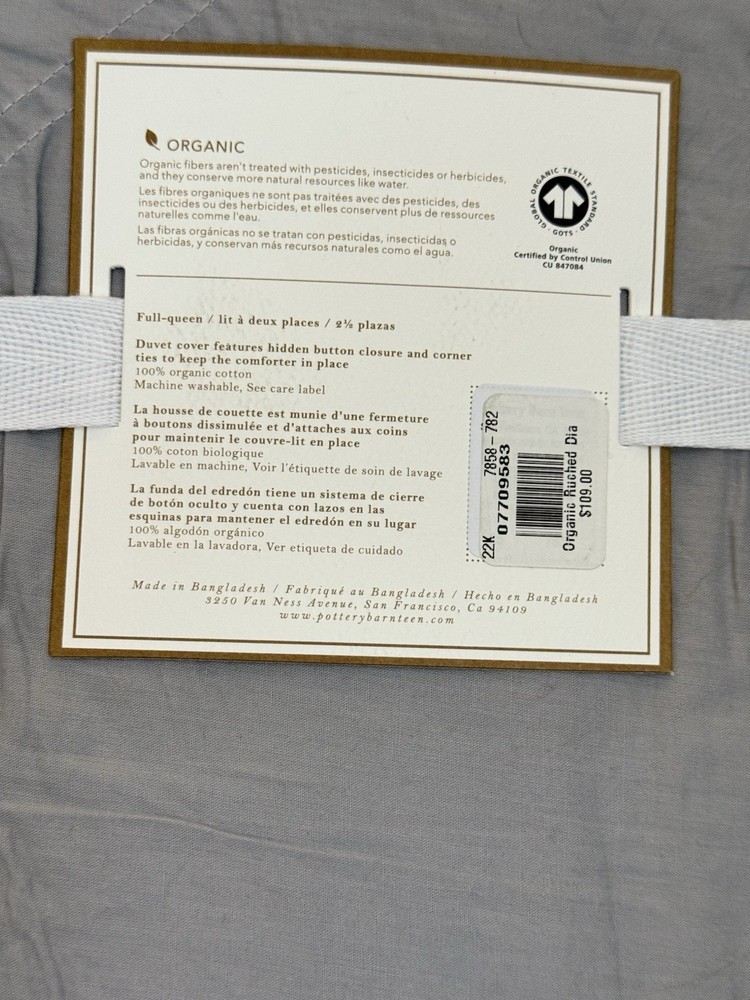 ORGANIC
Organic fibers aren't treated with pesticides, insecticides or herbicides,
and they conserve more natural resources like water.
Les fibres organiques ne sont pas traitées avec des pesticides, des
insecticides ou des herbicides, et elles conservent plus de ressources
naturelles comme l'eau.
Las fibras orgánicas no se tratan con pesticidas, insecticidas o
herbicidas, y conservan más recursos naturales como el agua.
GLOBAL ORGANIC TEXTILE STANDARD · GOTS ·
Organic
Certified by Control Union
CU 847084
Full-queen / lit à deux places / 2½ plazas
Duvet cover features hidden button closure and corner
ties to keep the comforter in place
100% organic cotton
Machine washable, See care label
La housse de couette est munie d'une fermeture
à boutons dissimulée et d'attaches aux coins
pour maintenir le couvre-lit en place
100% coton biologique
Lavable en machine, Voir l'étiquette de soin de lavage
La funda del edredón tiene un sistema de cierre
de botón oculto y cuenta con lazos en las
esquinas para mantener el edredón en su lugar
100% algodón orgánico
Lavable en la lavadora, Ver etiqueta de cuidado
22K 7858-782
07709583
Organic Ruched Dia
$109.00
Made in Bangladesh / Fabriqué au Bangladesh / Hecho en Bangladesh
3250 Van Ness Avenue, San Francisco, Ca 94109
www.potterybarnteen.com